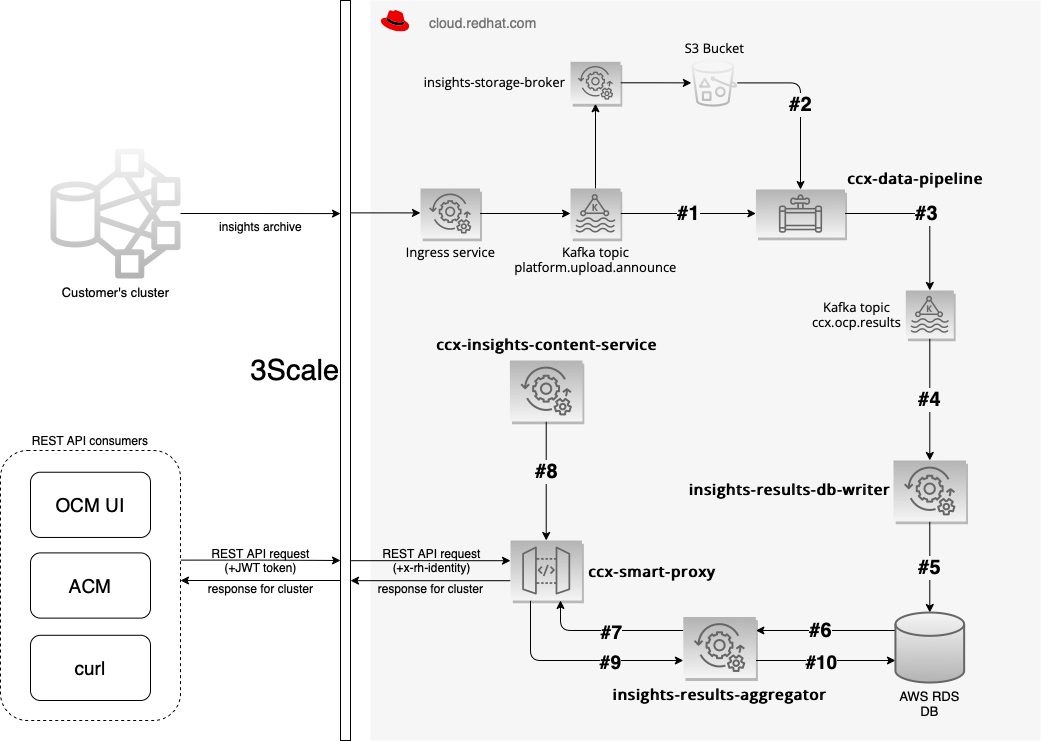 cloud.redhat.com
S3 Bucket
insights-storage-broker
#2
ccx-data-pipeline
#1
#3
insights archive
Ingress service
Kafka topic
platform.upload.announce
K
Customer's cluster
Kafka topic
ccx.ocp.results
K
ccx-insights-content-service
3Scale
#4
REST API consumers
#8
insights-results-db-writer
OCM UI
REST API request
(+JWT token)
response for cluster
REST API request
(+x-rh-identity)
response for cluster
</>
ccx-smart-proxy
#5
ACM
#7
#6
#9
#10
curl
insights-results-aggregator
AWS RDS
DB